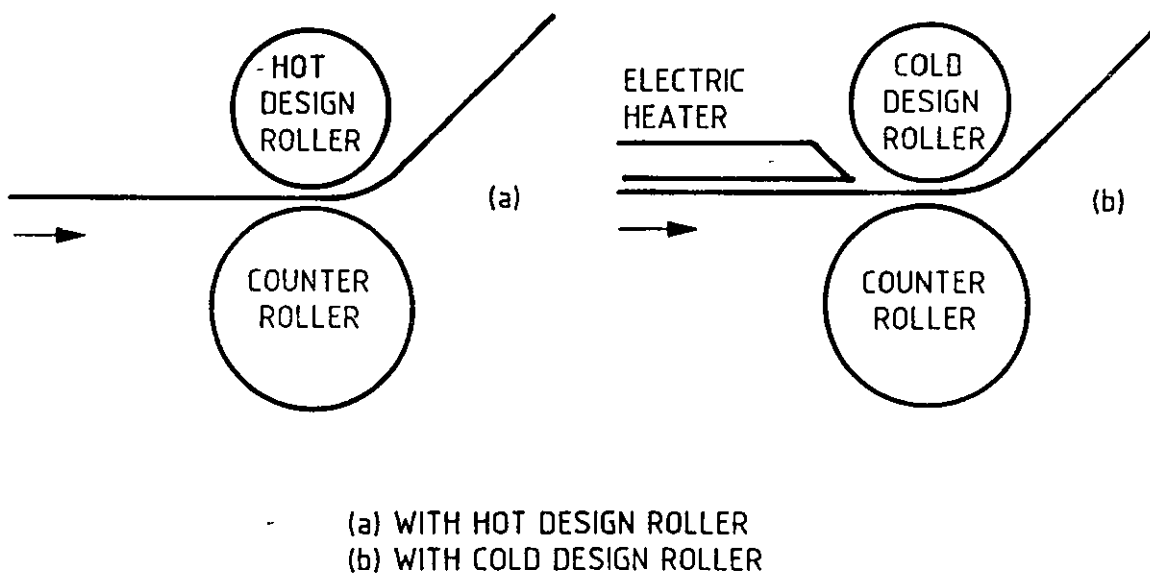 HOT
DESIGN
ROLLER
(a)
COUNTER
ROLLER
ELECTRIC
HEATER
COLD
DESIGN
ROLLER
(b)
COUNTER
ROLLER
(a) WITH HOT DESIGN ROLLER
(b) WITH COLD DESIGN ROLLER